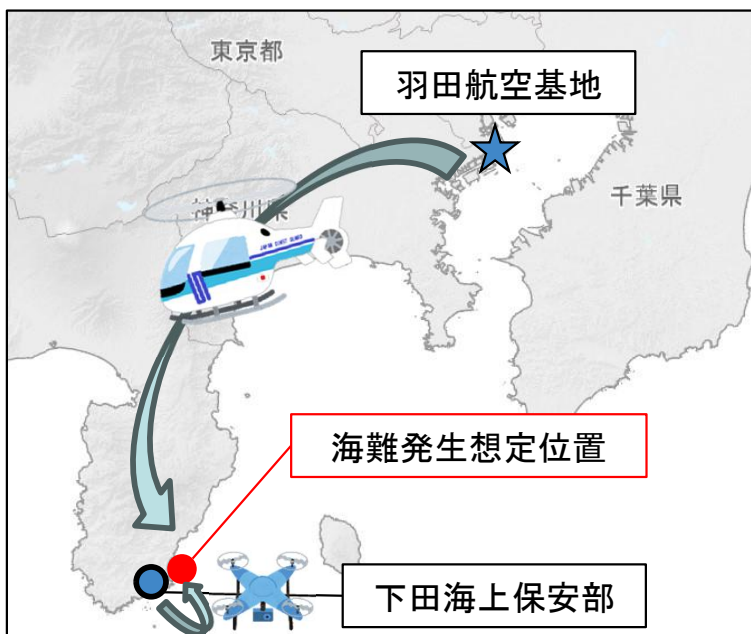 東京都
羽田航空基地
千葉県
海難発生想定位置
下田海上保安部